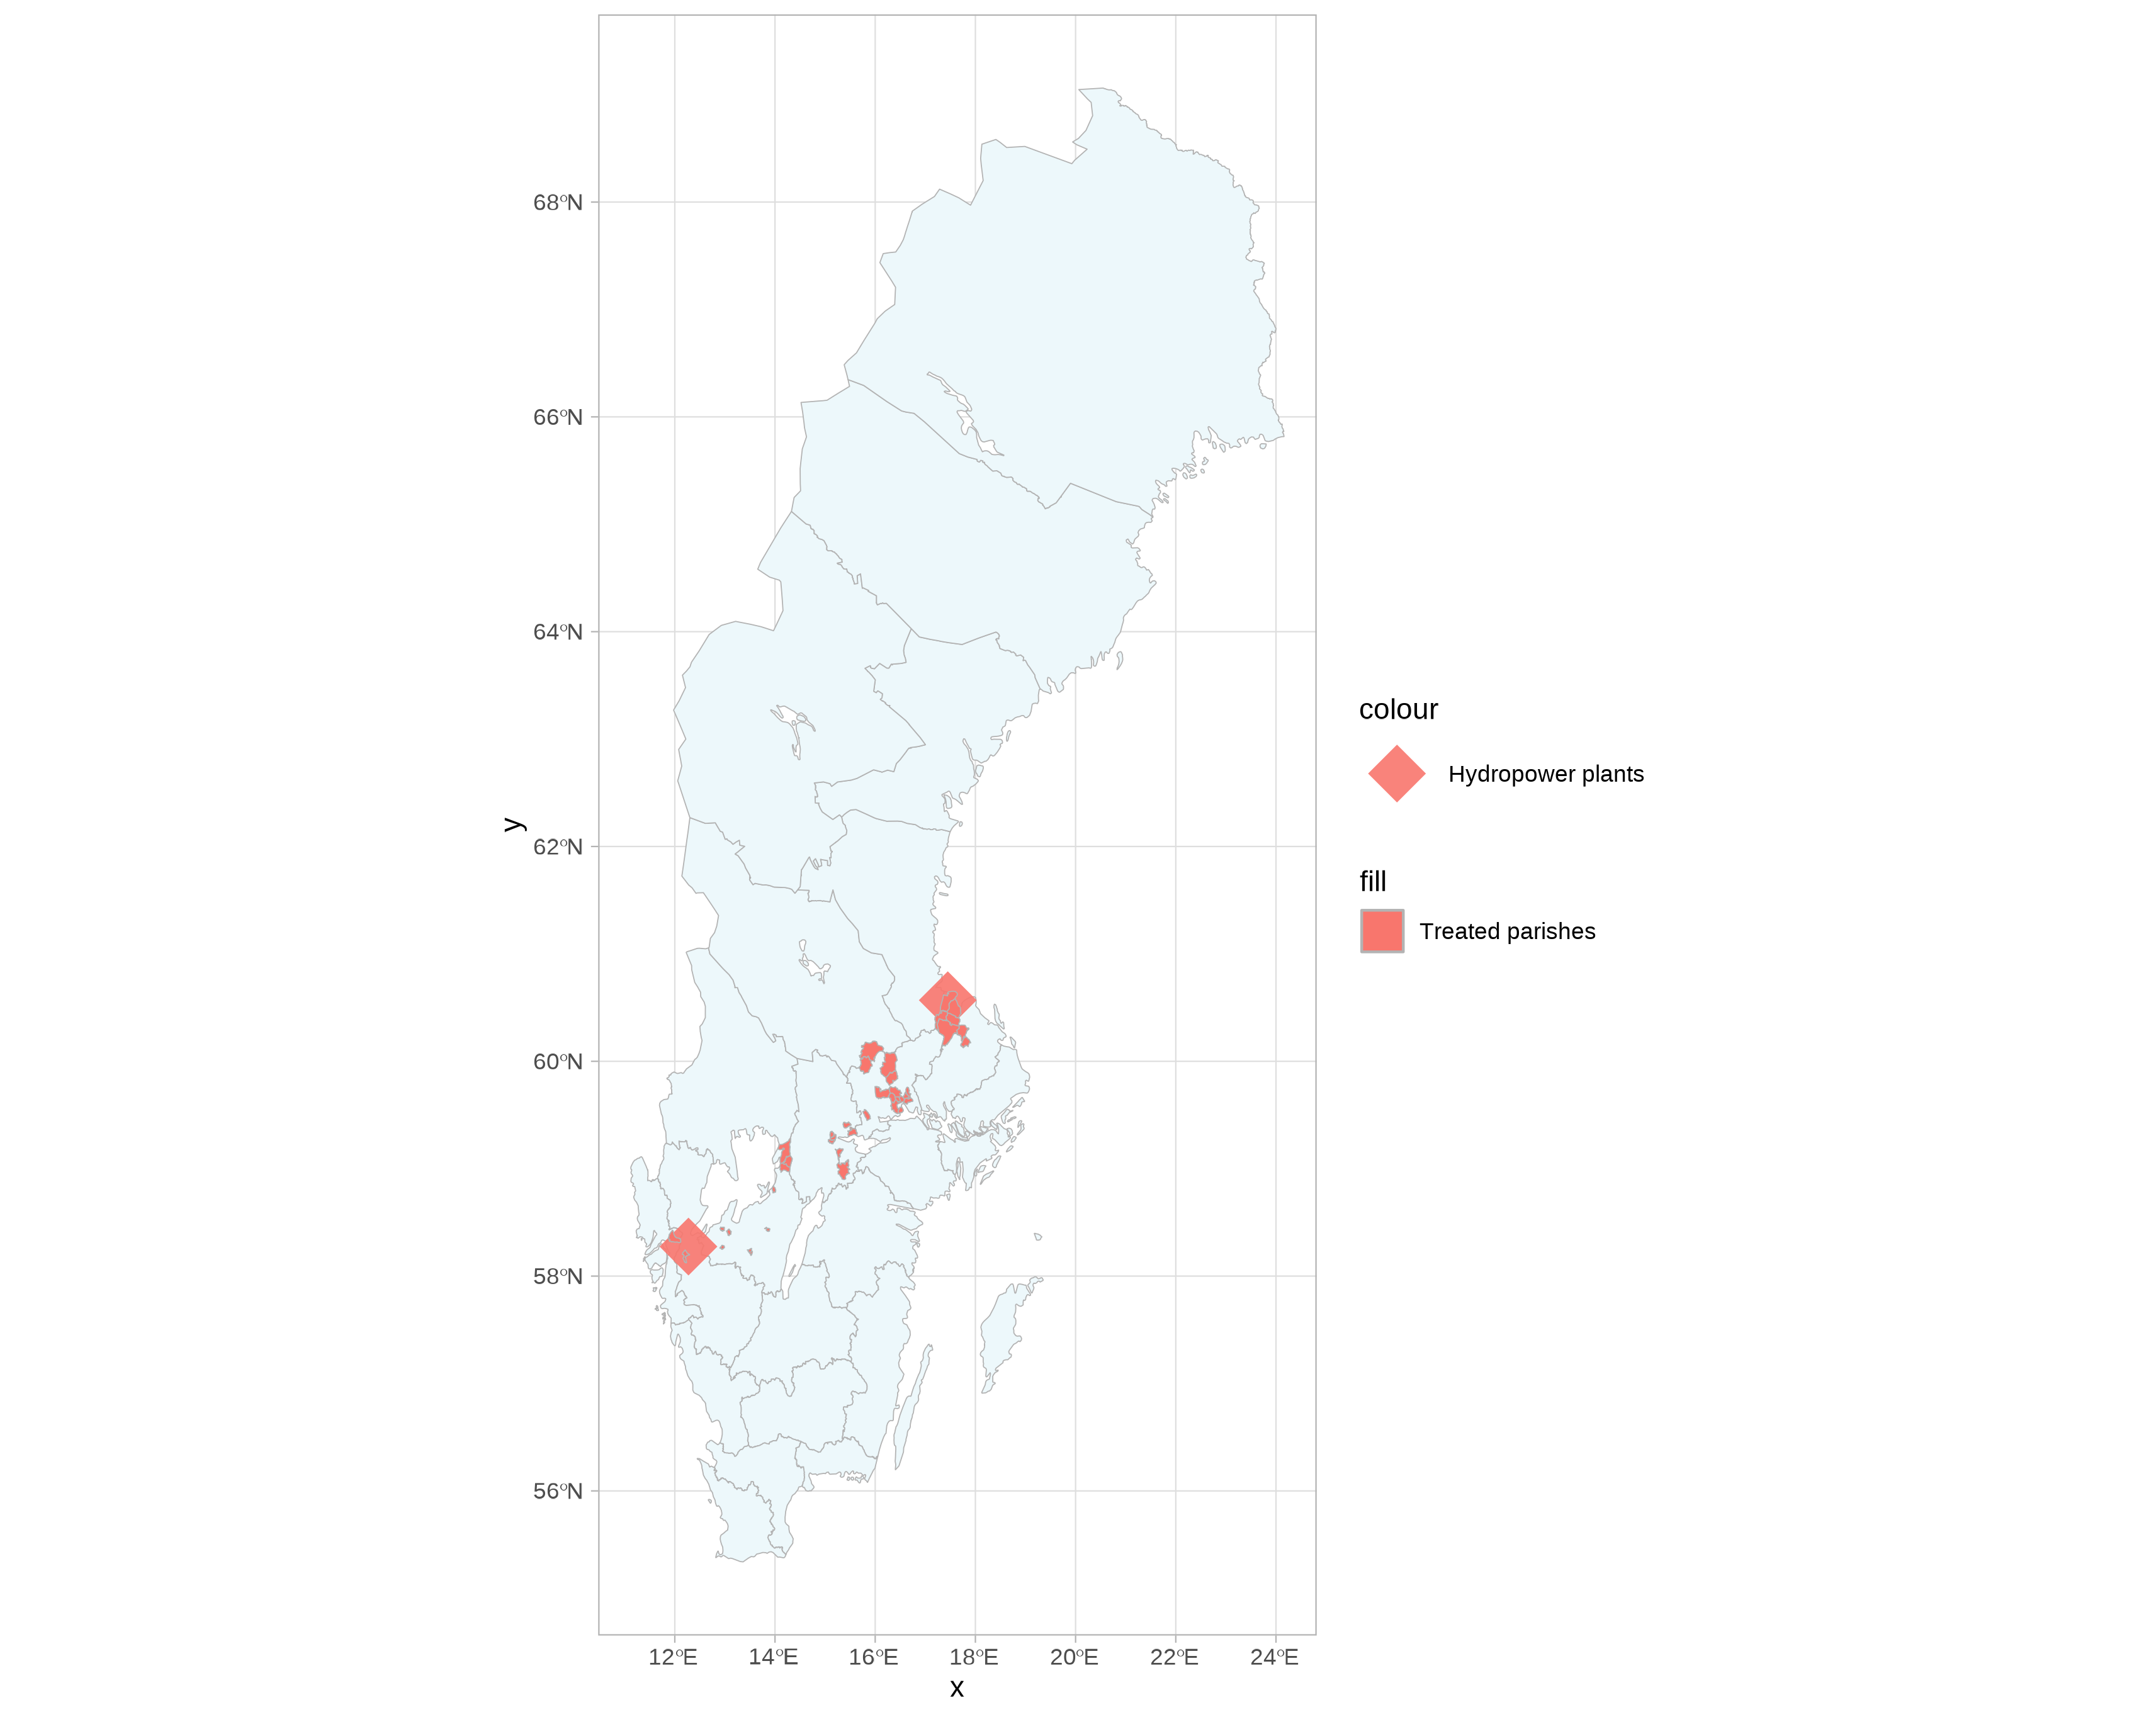 68°N
66°N
64°N
62°N
60°N
58°N
56°N
y
12°E 14°E 16°E 18°E 20°E 22°E 24°E
x
colour
Hydropower plants
fill
Treated parishes